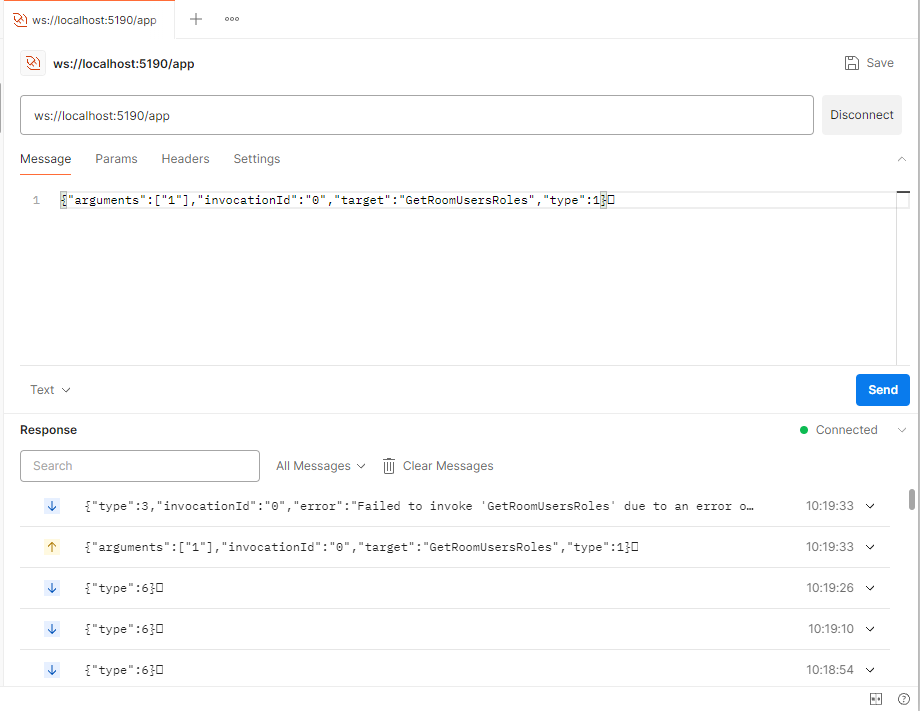 ws://localhost:5190/app
ws://localhost:5190/app
Save
ws://localhost:5190/app
Disconnect
Message Params Headers Settings
1 {"arguments":["1"],"invocationId":"0","target":"GetRoomUsersRoles","type":1}
Text
Send
Response
Connected
Search
All Messages
Clear Messages
{"type":3,"invocationId":"0","error":"Failed to invoke 'GetRoomUsersRoles' due to an error o… 10:19:33
{"arguments":["1"],"invocationId":"0","target":"GetRoomUsersRoles","type":1} 10:19:33
{"type":6} 10:19:26
{"type":6} 10:19:10
{"type":6} 10:18:54